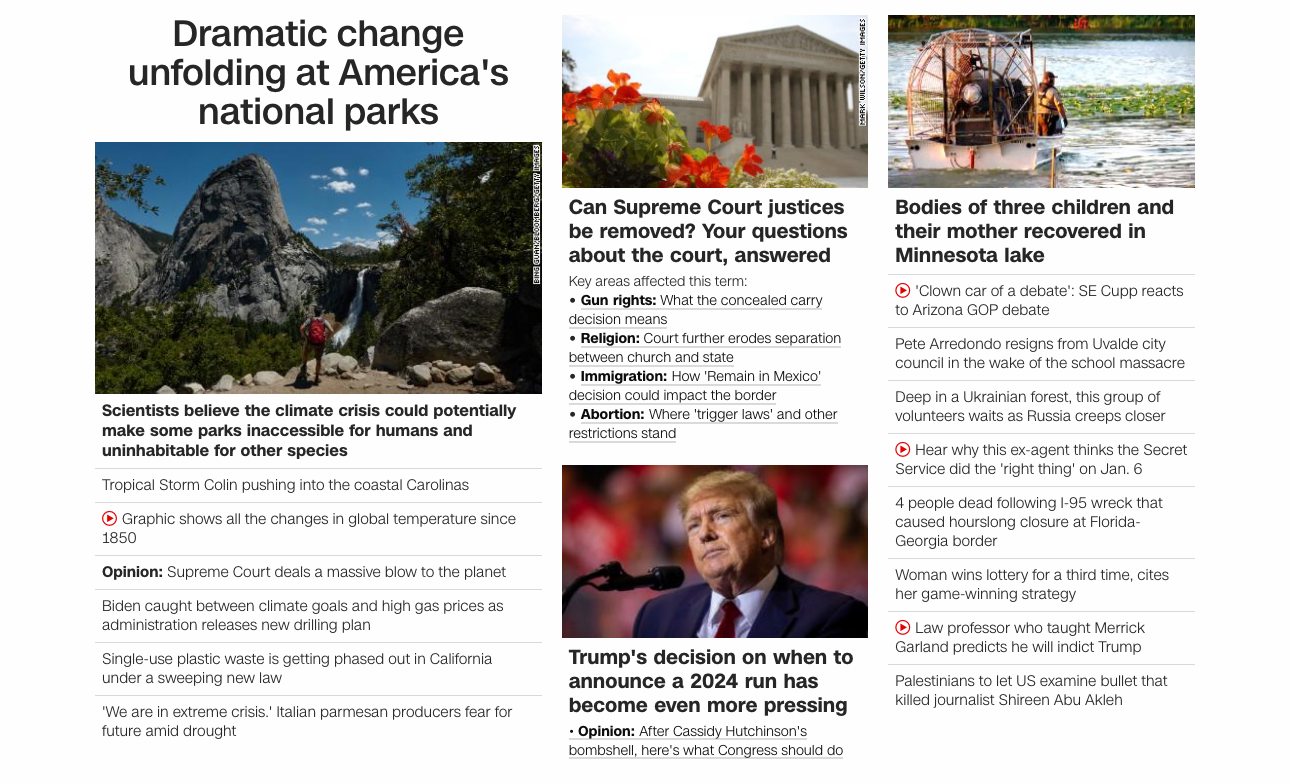 Dramatic change
unfolding at America's
national parks
BING GUAN/BLOOMBERG/GETTY IMAGES
Scientists believe the climate crisis could potentially
make some parks inaccessible for humans and
uninhabitable for other species
Tropical Storm Colin pushing into the coastal Carolinas
Graphic shows all the changes in global temperature since
1850
Opinion: Supreme Court deals a massive blow to the planet
Biden caught between climate goals and high gas prices as
administration releases new drilling plan
Single-use plastic waste is getting phased out in California
under a sweeping new law
'We are in extreme crisis.' Italian parmesan producers fear for
future amid drought
MARK WILSON/GETTY IMAGES
Can Supreme Court justices
be removed? Your questions
about the court, answered
Key areas affected this term:
• Gun rights: What the concealed carry
decision means
• Religion: Court further erodes separation
between church and state
• Immigration: How 'Remain in Mexico'
decision could impact the border
• Abortion: Where 'trigger laws' and other
restrictions stand
Trump's decision on when to
announce a 2024 run has
become even more pressing
• Opinion: After Cassidy Hutchinson's
bombshell, here's what Congress should do
Bodies of three children and
their mother recovered in
Minnesota lake
'Clown car of a debate': SE Cupp reacts
to Arizona GOP debate
Pete Arredondo resigns from Uvalde city
council in the wake of the school massacre
Deep in a Ukrainian forest, this group of
volunteers waits as Russia creeps closer
Hear why this ex-agent thinks the Secret
Service did the 'right thing' on Jan. 6
4 people dead following I-95 wreck that
caused hourslong closure at Florida-
Georgia border
Woman wins lottery for a third time, cites
her game-winning strategy
Law professor who taught Merrick
Garland predicts he will indict Trump
Palestinians to let US examine bullet that
killed journalist Shireen Abu Akleh